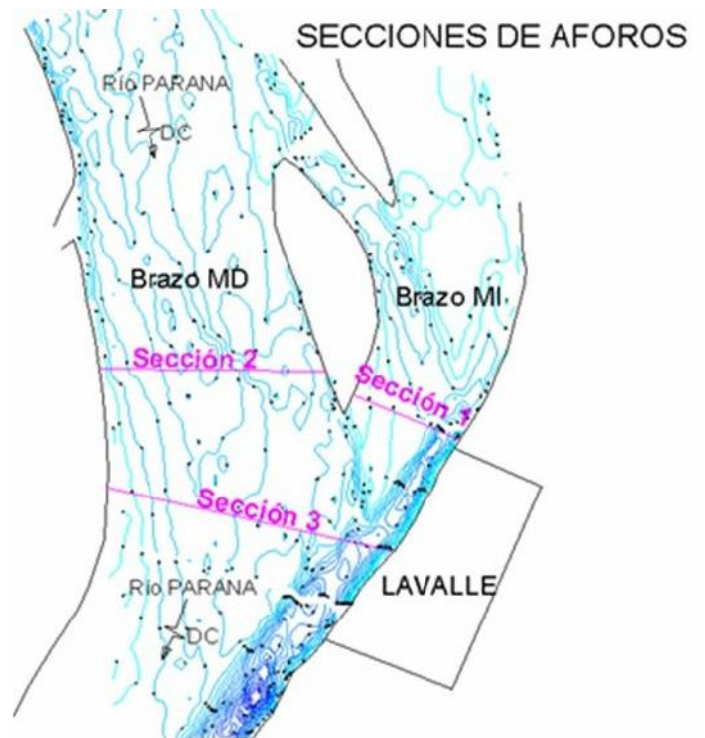 SECCIONES DE AFOROS
Río PARANA
DC
Brazo MD
Brazo MI
Sección 2
Sección 1
Sección 3
LAVALLE
Río PARANA
DC